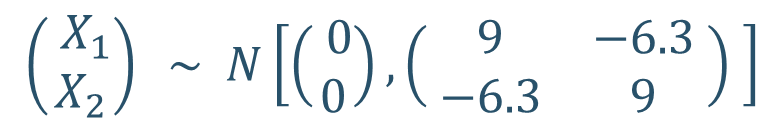 (X₁ X₂) ~ N[(0 0), (9 −6.3 −6.3 9)]